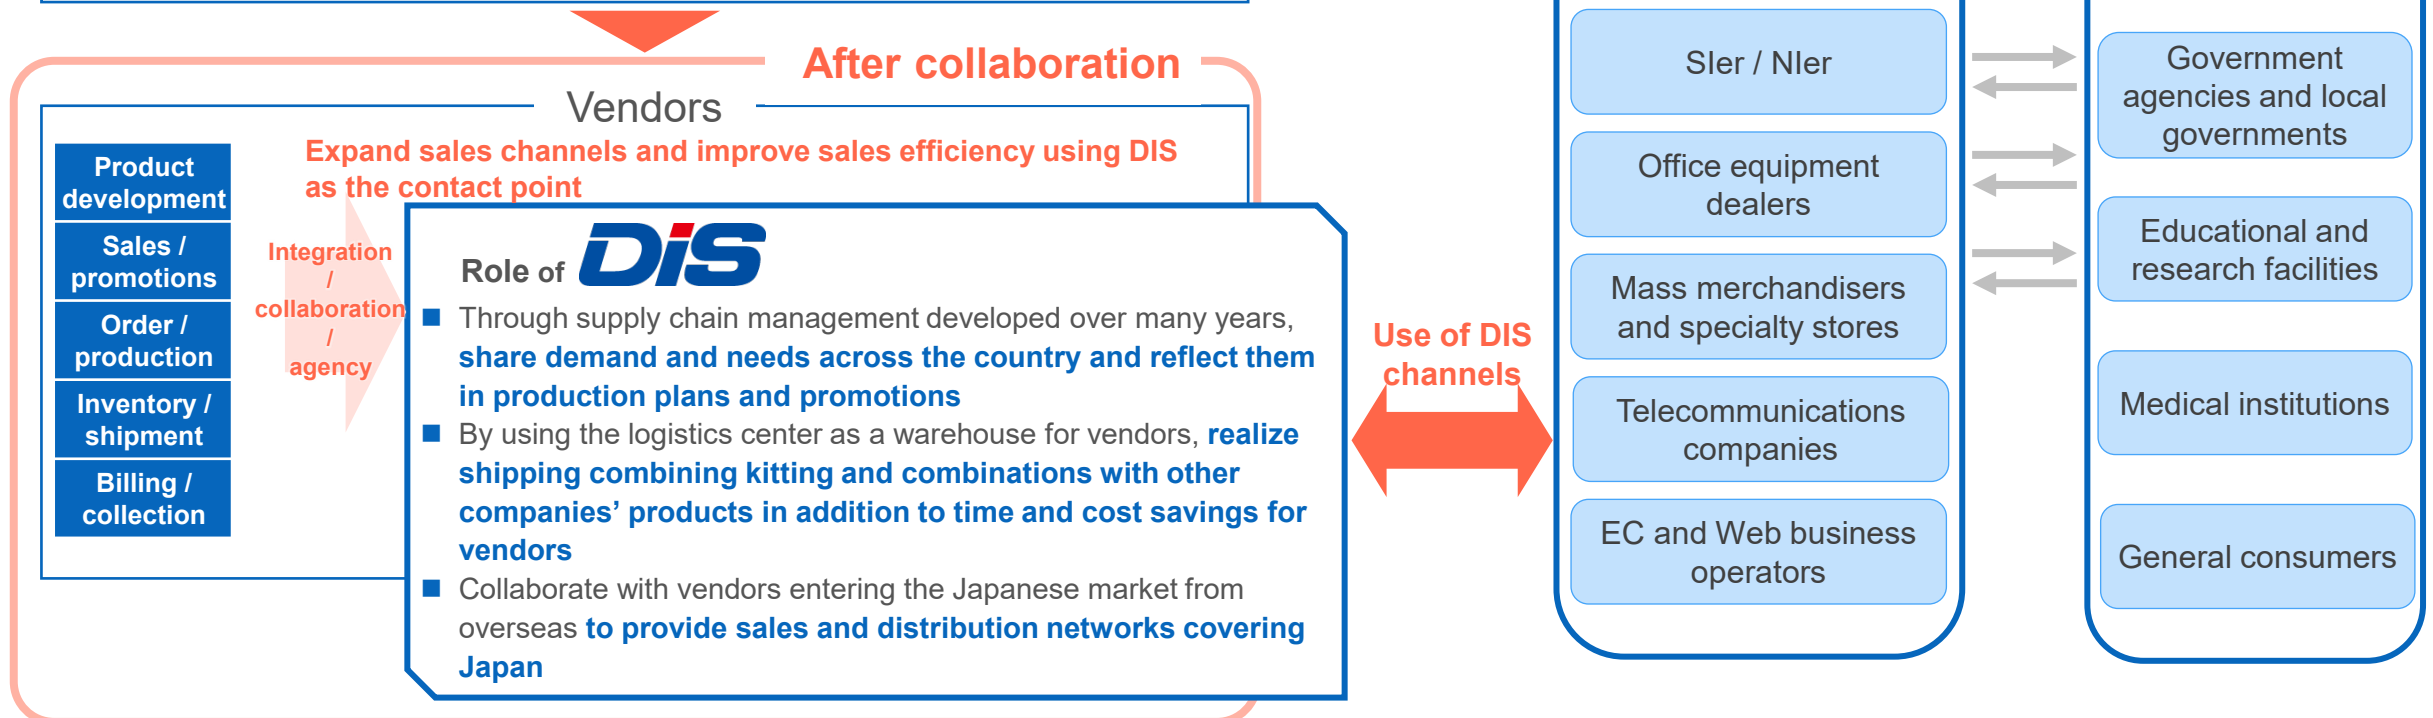 After collaboration
Vendors
Expand sales channels and improve sales efficiency using DIS
as the contact point
Product
development
Sales /
promotions
Order /
production
Inventory /
shipment
Billing /
collection
Integration
/
collaboration
/
agency
Role of DiS
Through supply chain management developed over many years,
share demand and needs across the country and reflect them
in production plans and promotions
By using the logistics center as a warehouse for vendors, realize
shipping combining kitting and combinations with other
companies’ products in addition to time and cost savings for
vendors
Collaborate with vendors entering the Japanese market from
overseas to provide sales and distribution networks covering
Japan
Use of DIS
channels
SIer / NIer
Office equipment
dealers
Mass merchandisers
and specialty stores
Telecommunications
companies
EC and Web business
operators
Government
agencies and local
governments
Educational and
research facilities
Medical institutions
General consumers